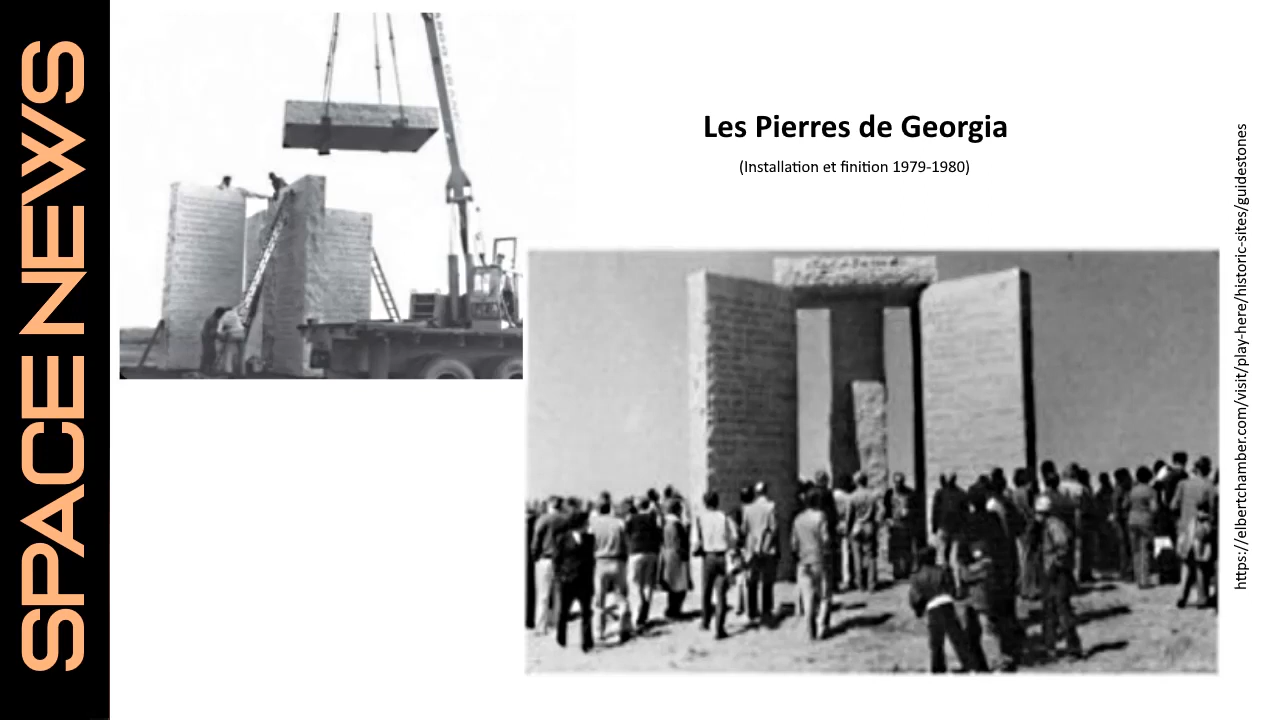 SPACE NEWS
Les Pierres de Georgia
(Installation et finition 1979-1980)
https://elbertchamber.com/visit/play-here/historic-sites/guidestones